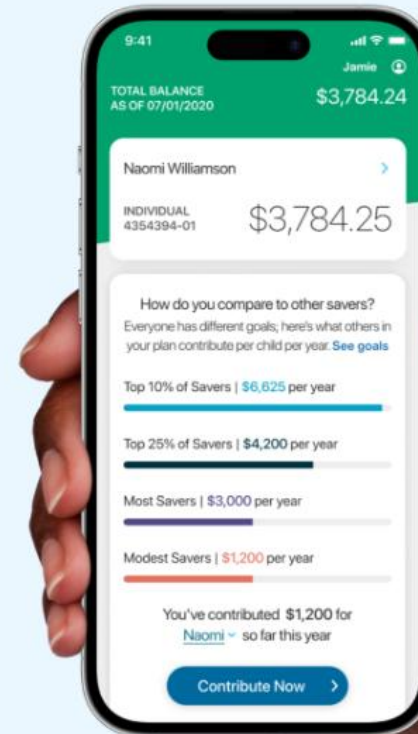 9:41
Jamie
TOTAL BALANCE
AS OF 07/01/2020
$3,784.24
Naomi Williamson
INDIVIDUAL
4354394-01
$3,784.25
How do you compare to other savers?
Everyone has different goals; here's what others in
your plan contribute per child per year. See goals
Top 10% of Savers | $6,625 per year
Top 25% of Savers | $4,200 per year
Most Savers | $3,000 per year
Modest Savers | $1,200 per year
You've contributed $1,200 for
Naomi so far this year
Contribute Now